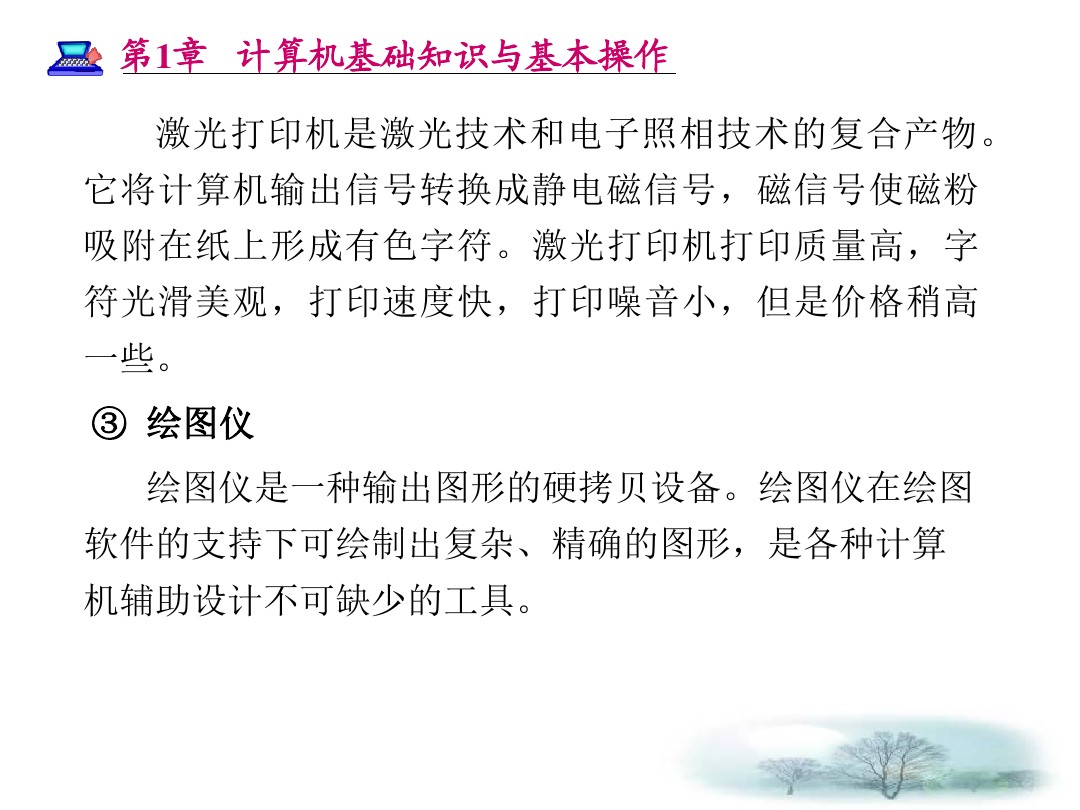 第1章 计算机基础知识与基本操作
激光打印机是激光技术和电子照相技术的复合产物。
它将计算机输出信号转换成静电磁信号，磁信号使磁粉
吸附在纸上形成有色字符。激光打印机打印质量高，字
符光滑美观，打印速度快，打印噪音小，但是价格稍高
一些。
③ 绘图仪
绘图仪是一种输出图形的硬拷贝设备。绘图仪在绘图
软件的支持下可绘制出复杂、精确的图形，是各种计算
机辅助设计不可缺少的工具。